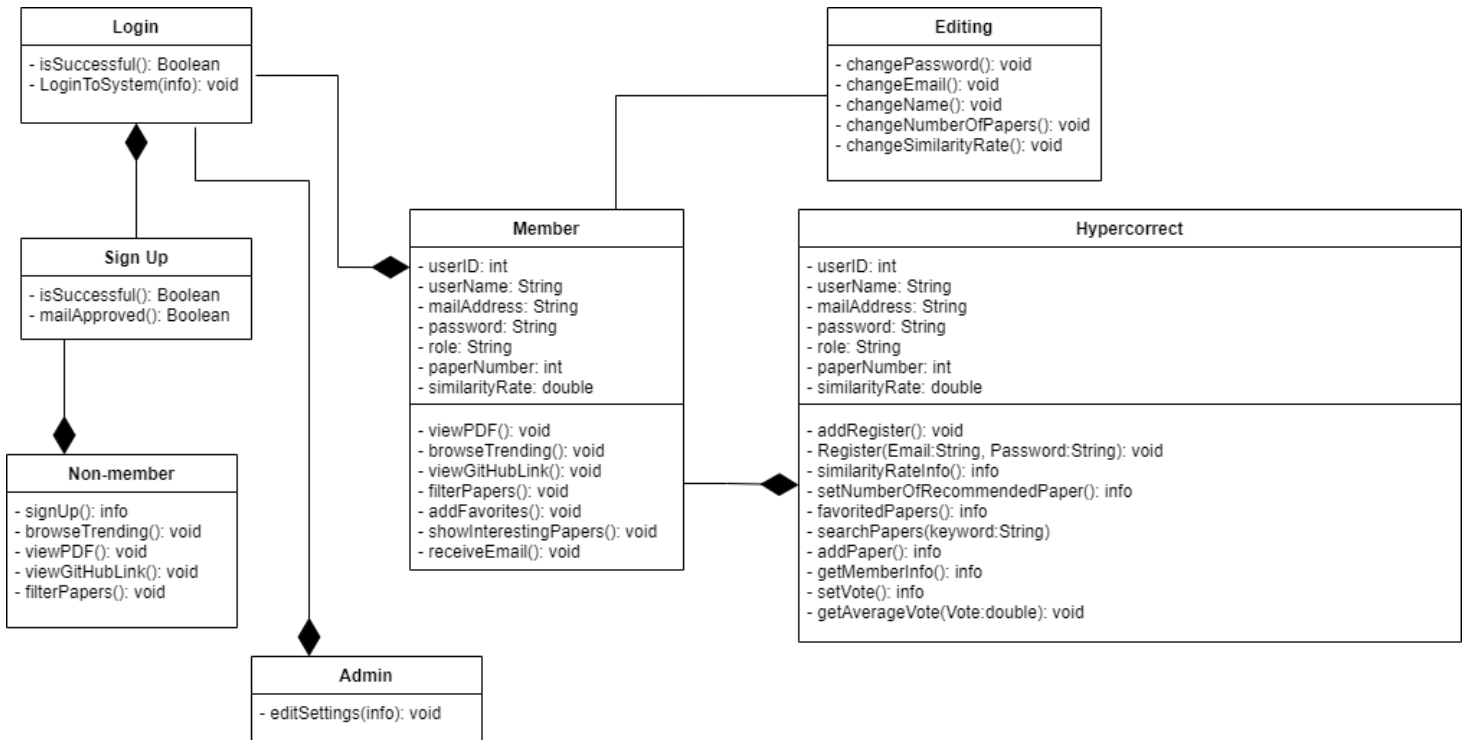 Login
- isSuccessful(): Boolean
- LoginToSystem(info): void
Editing
- changePassword(): void
- changeEmail(): void
- changeName(): void
- changeNumberOfPapers(): void
- changeSimilarityRate(): void
Sign Up
- isSuccessful(): Boolean
- mailApproved(): Boolean
Member
- userID: int
- userName: String
- mailAddress: String
- password: String
- role: String
- paperNumber: int
- similarityRate: double
- viewPDF(): void
- browseTrending(): void
- viewGitHubLink(): void
- filterPapers(): void
- addFavorites(): void
- showInterestingPapers(): void
- receiveEmail(): void
Hypercorrect
- userID: int
- userName: String
- mailAddress: String
- password: String
- role: String
- paperNumber: int
- similarityRate: double
- addRegister(): void
- Register(Email:String, Password:String): void
- similarityRateInfo(): info
- setNumberOfRecommendedPaper(): info
- favoritedPapers(): info
- searchPapers(keyword:String)
- addPaper(): info
- getMemberInfo(): info
- setVote(): info
- getAverageVote(Vote:double): void
Non-member
- signUp(): info
- browseTrending(): void
- viewPDF(): void
- viewGitHubLink(): void
- filterPapers(): void
Admin
- editSettings(info): void